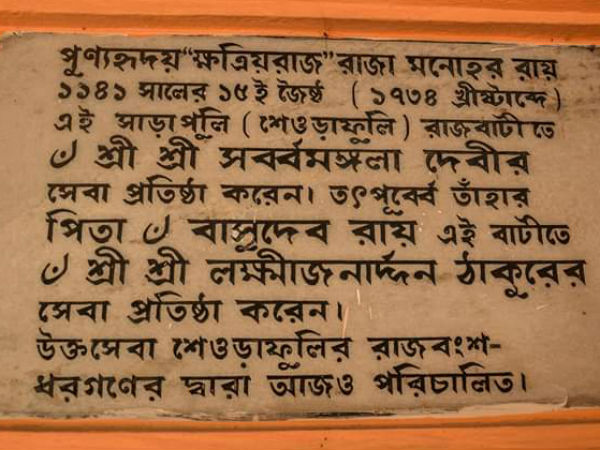 পুণ্যহৃদয় "ক্ষত্রিয়রাজ" রাজা মনোহর রায়
১১৪১ সালের ১৫ই জৈষ্ঠ (১৭৩৪ খ্রীষ্টাব্দে)
এই সাড়াপুলি (শেওড়াফুলি) রাজবাটীতে
ঁ শ্রী শ্রী সর্ব্বমঙ্গলা দেবীর
সেবা প্রতিষ্ঠা করেন। তৎপূর্ব্বে তাঁহার
পিতা ঁ বাসুদেব রায় এই বাটীতে
ঁ শ্রী শ্রী লক্ষ্মীজনার্দ্দন ঠাকুরের
সেবা প্রতিষ্ঠা করেন।
উক্তসেবা শেওড়াফুলির রাজবংশ-
ধরগণের দ্বারা আজও পরিচালিত।